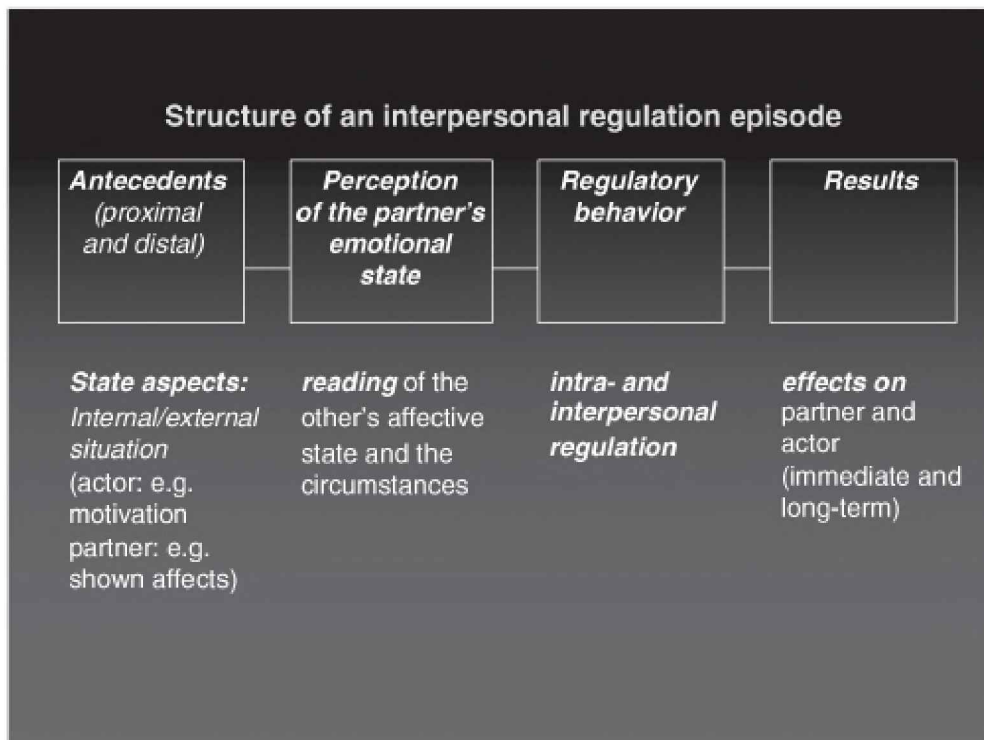 Structure of an interpersonal regulation episode
Antecedents
(proximal
and distal)
Perception
of the partner's
emotional
state
Regulatory
behavior
Results
State aspects:
Internal/external
situation
(actor: e.g.
motivation
partner: e.g.
shown affects)
reading of the
other's affective
state and the
circumstances
intra- and
interpersonal
regulation
effects on
partner and
actor
(immediate and
long-term)